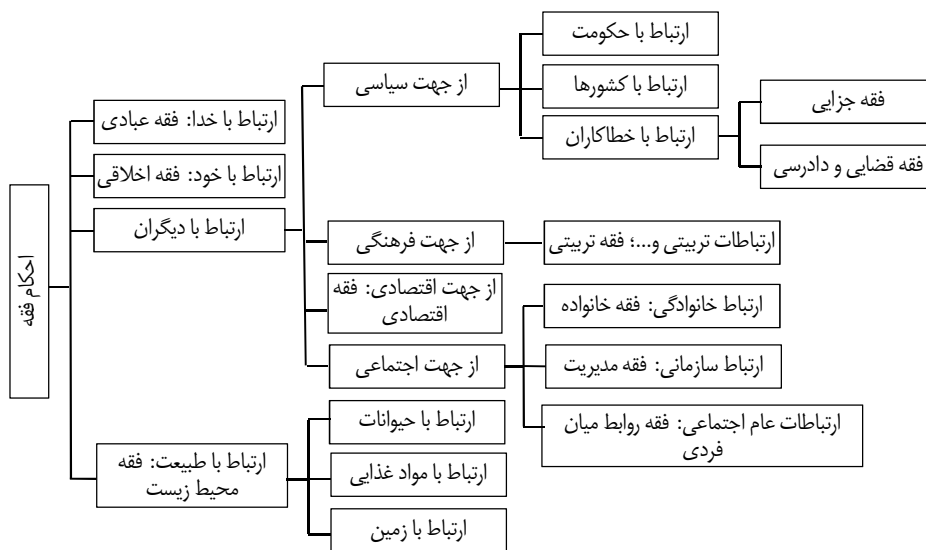 احکام فقه
ارتباط با خدا: فقه عبادی
ارتباط با خود: فقه اخلاقی
ارتباط با دیگران
از جهت سیاسی
ارتباط با حکومت
ارتباط با کشورها
ارتباط با خطاکاران
فقه جزایی
فقه قضایی و دادرسی
از جهت فرهنگی
ارتباطات تربیتی و...؛ فقه تربیتی
از جهت اقتصادی: فقه
اقتصادی
از جهت اجتماعی
ارتباط خانوادگی: فقه خانواده
ارتباط سازمانی: فقه مدیریت
ارتباطات عام اجتماعی: فقه روابط میان
فردی
ارتباط با طبیعت: فقه
محیط زیست
ارتباط با حیوانات
ارتباط با مواد غذایی
ارتباط با زمین